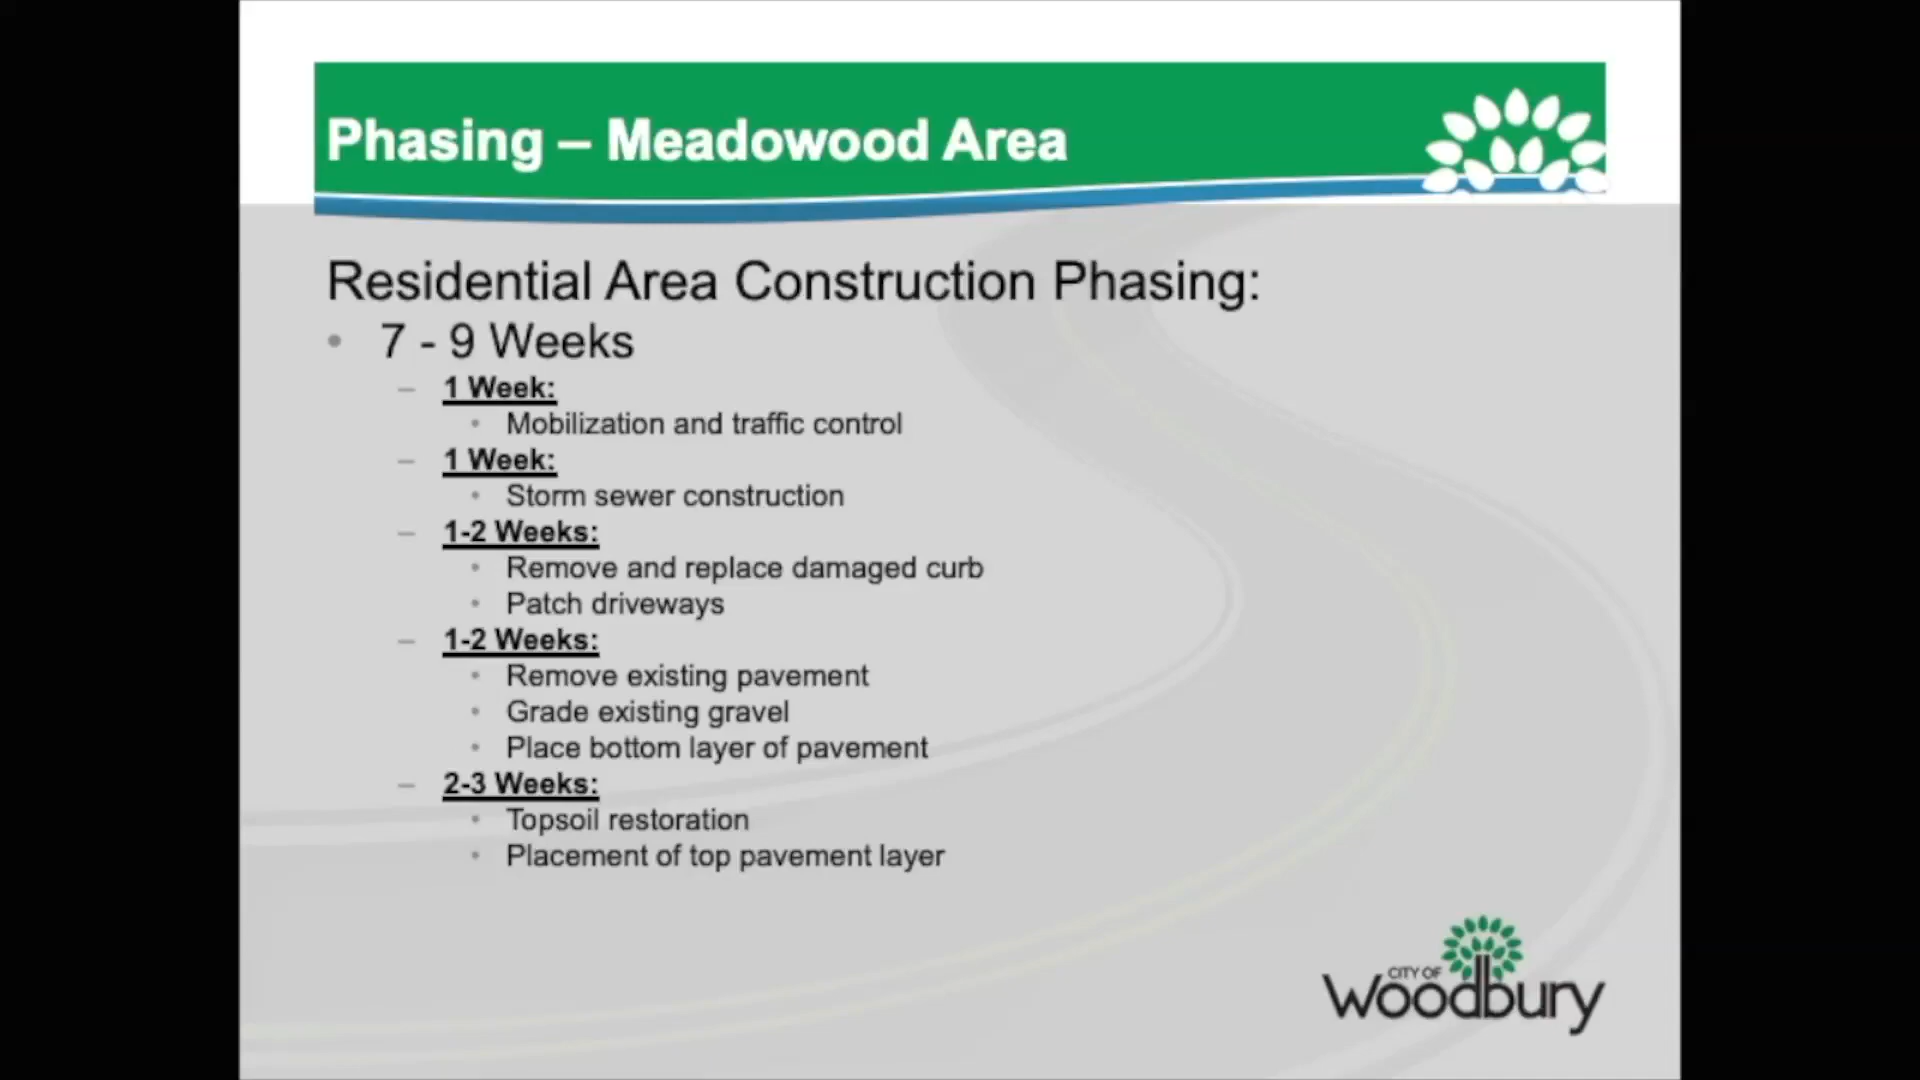 Phasing – Meadowood Area
Residential Area Construction Phasing:
• 7 - 9 Weeks
– 1 Week:
• Mobilization and traffic control
– 1 Week:
• Storm sewer construction
– 1-2 Weeks:
• Remove and replace damaged curb
• Patch driveways
– 1-2 Weeks:
• Remove existing pavement
• Grade existing gravel
• Place bottom layer of pavement
– 2-3 Weeks:
• Topsoil restoration
• Placement of top pavement layer
CITY OF
Woodbury